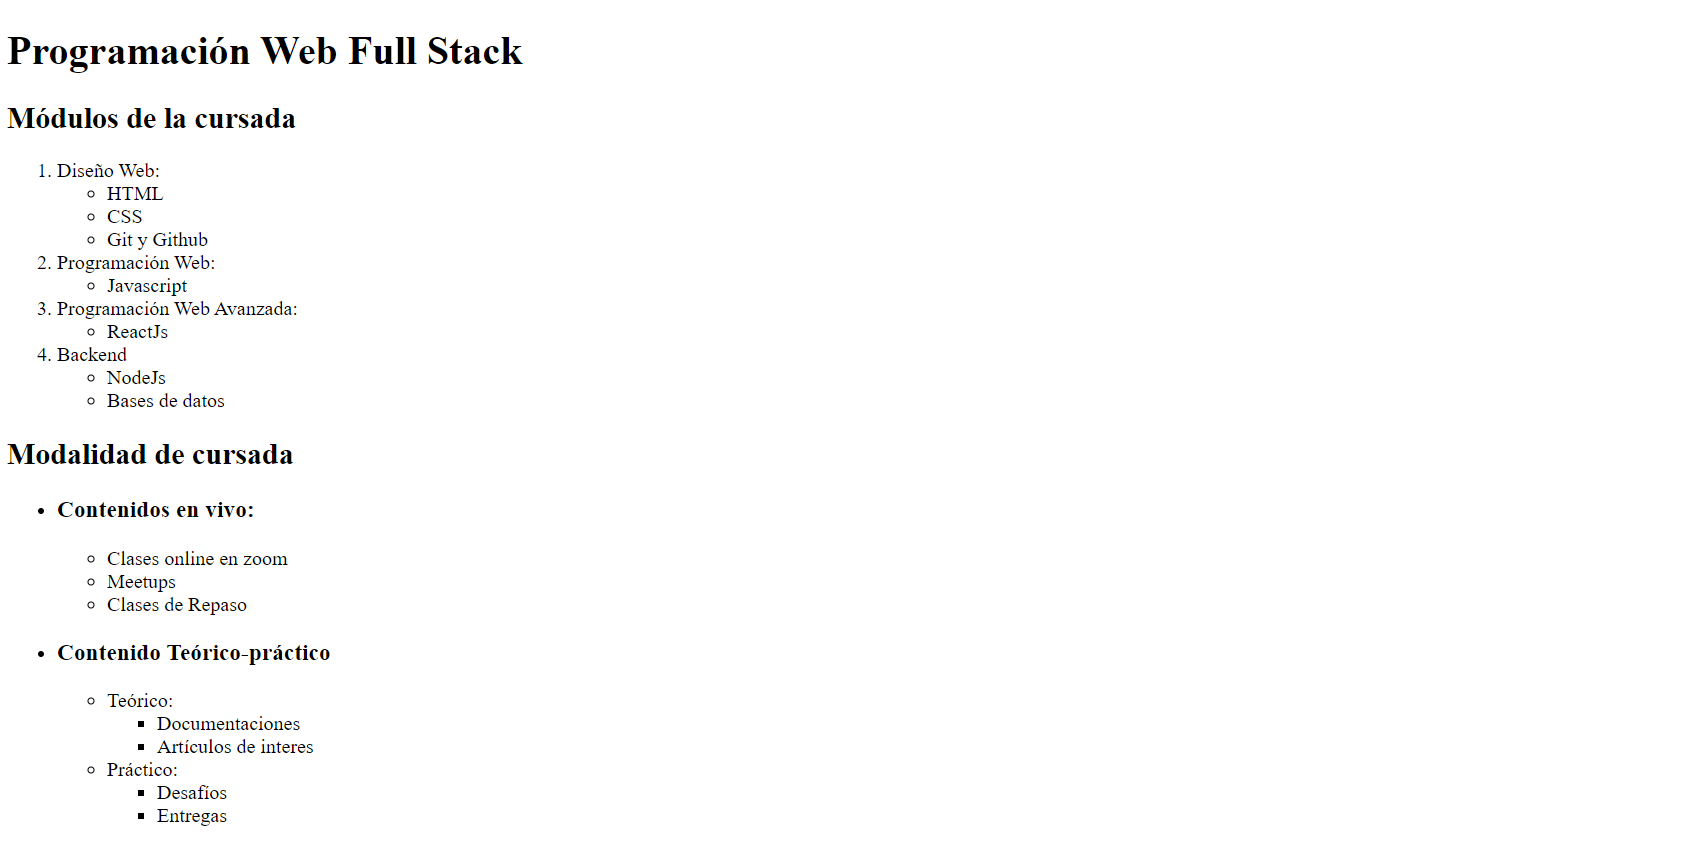 Programación Web Full Stack
Módulos de la cursada
1. Diseño Web:
HTML
CSS
Git y Github
2. Programación Web:
Javascript
3. Programación Web Avanzada:
ReactJs
4. Backend
NodeJs
Bases de datos
Modalidad de cursada
Contenidos en vivo:
Clases online en zoom
Meetups
Clases de Repaso
Contenido Teórico-práctico
Teórico:
Documentaciones
Artículos de interes
Práctico:
Desafíos
Entregas